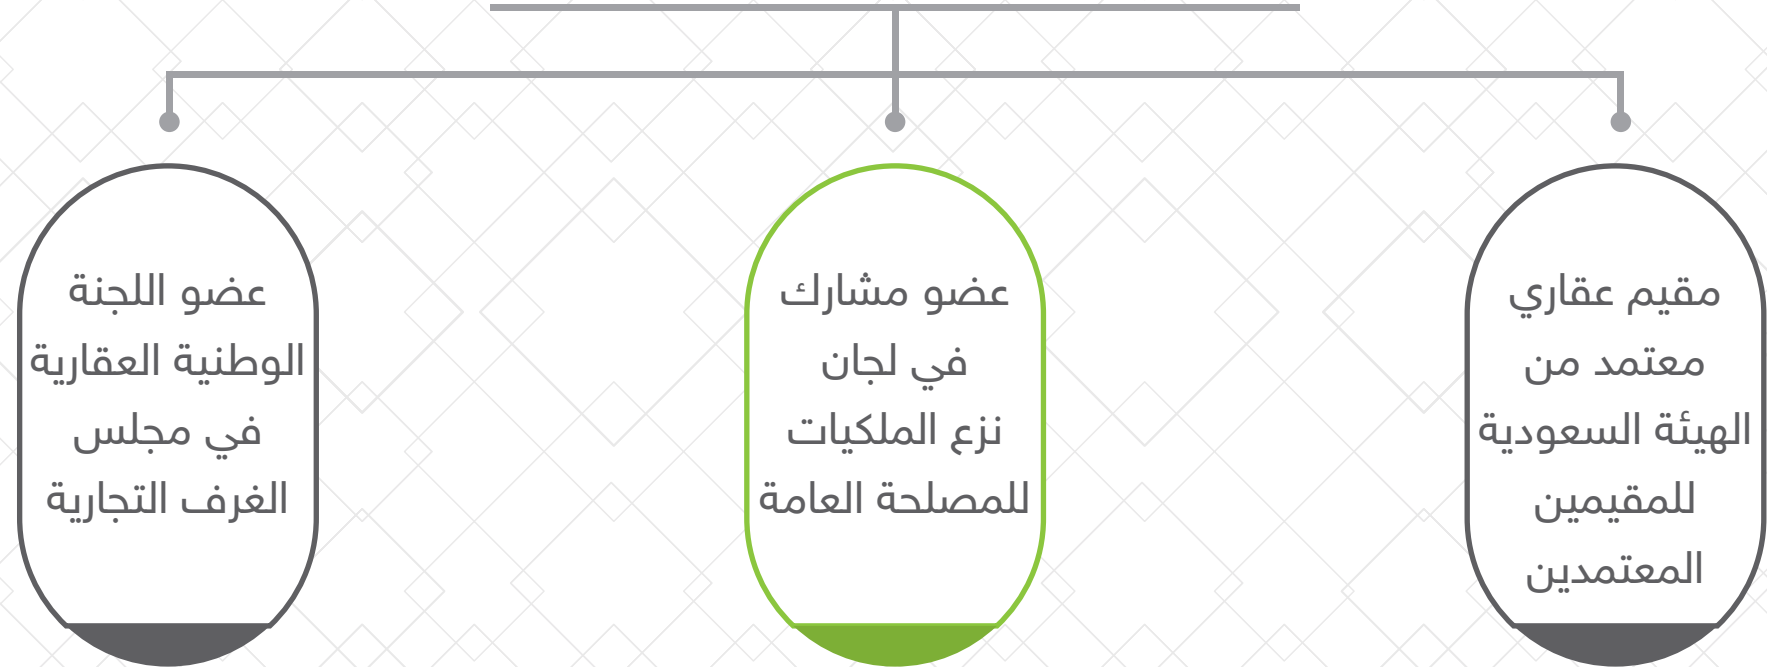 مقيم عقاري
معتمد من
الهيئة السعودية
للمقيمين
المعتمدين
عضو مشارك
في لجان
نزع الملكيات
للمصلحة العامة
عضو اللجنة
الوطنية العقارية
في مجلس
الغرف التجارية